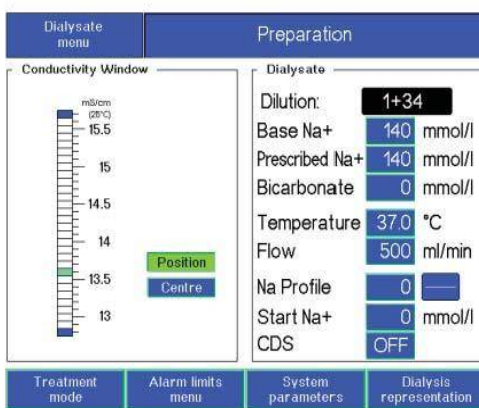 Dialysate
menu
Preparation
Conductivity Window
mS/cm
(25°C)
15.5
15
14.5
14
13.5
13
Position
Centre
Dialysate
Dilution: 1+34
Base Na+ 140 mmol/l
Prescribed Na+ 140 mmol/l
Bicarbonate 0 mmol/l
Temperature 37.0 °C
Flow 500 ml/min
Na Profile 0
Start Na+ 0 mmol/l
CDS OFF
Treatment
mode
Alarm limits
menu
System
parameters
Dialysis
representation